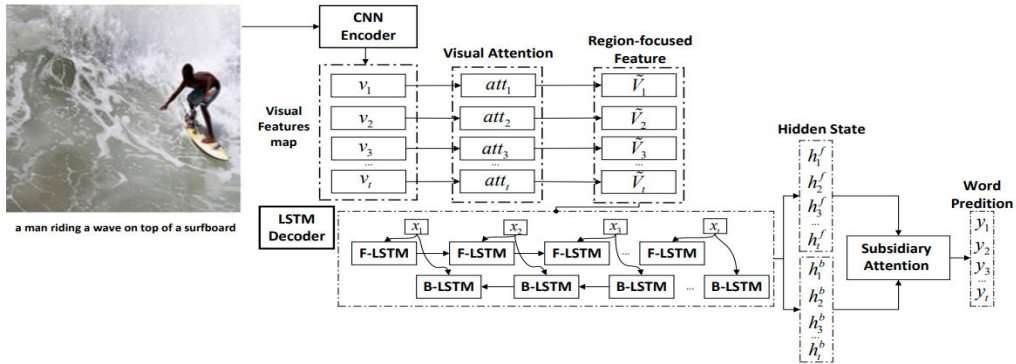 CNN
Encoder
Visual Attention
Region-focused
Feature
Visual
Features
map
v₁ att₁ Ṽ₁
v₂ att₂ Ṽ₂
v₃ att₃ Ṽ₃
... ... ...
vₜ attₜ Ṽₜ
a man riding a wave on top of a surfboard
LSTM
Decoder
x₁ x₂ x₃ xₜ
F-LSTM F-LSTM F-LSTM ... F-LSTM
B-LSTM B-LSTM B-LSTM ... B-LSTM
Hidden State
h₁ᶠ
h₂ᶠ
h₃ᶠ
...
hₜᶠ
h₁ᵇ
h₂ᵇ
h₃ᵇ
...
hₜᵇ
Subsidiary
Attention
Word
Predition
y₁
y₂
y₃
...
yₜ